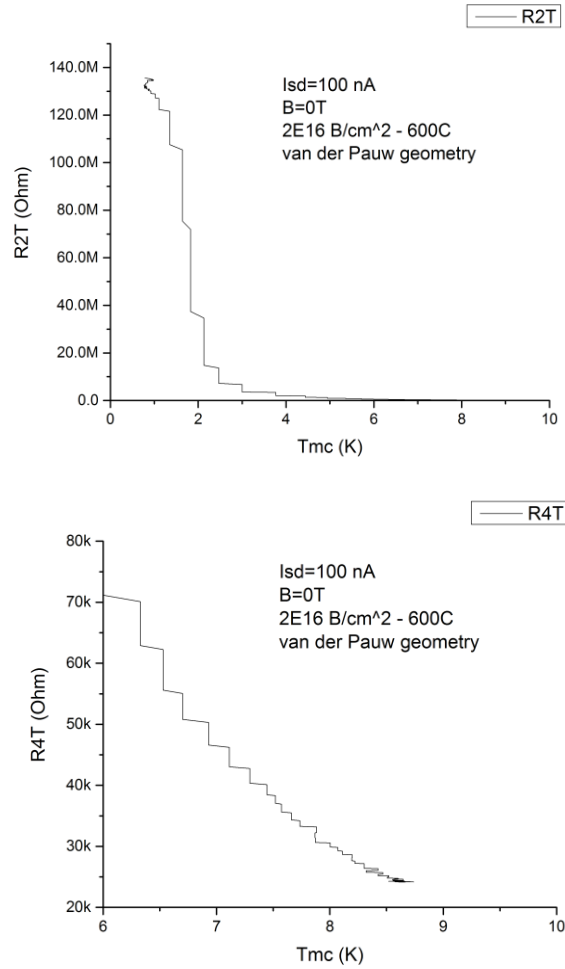 R2T
140.0M
120.0M
100.0M
80.0M
60.0M
40.0M
20.0M
0.0
R2T (Ohm)
Isd=100 nA
B=0T
2E16 B/cm^2 - 600C
van der Pauw geometry
0 2 4 6 8 10
Tmc (K)
R4T
80k
70k
60k
50k
40k
30k
20k
R4T (Ohm)
Isd=100 nA
B=0T
2E16 B/cm^2 - 600C
van der Pauw geometry
6 7 8 9 10
Tmc (K)